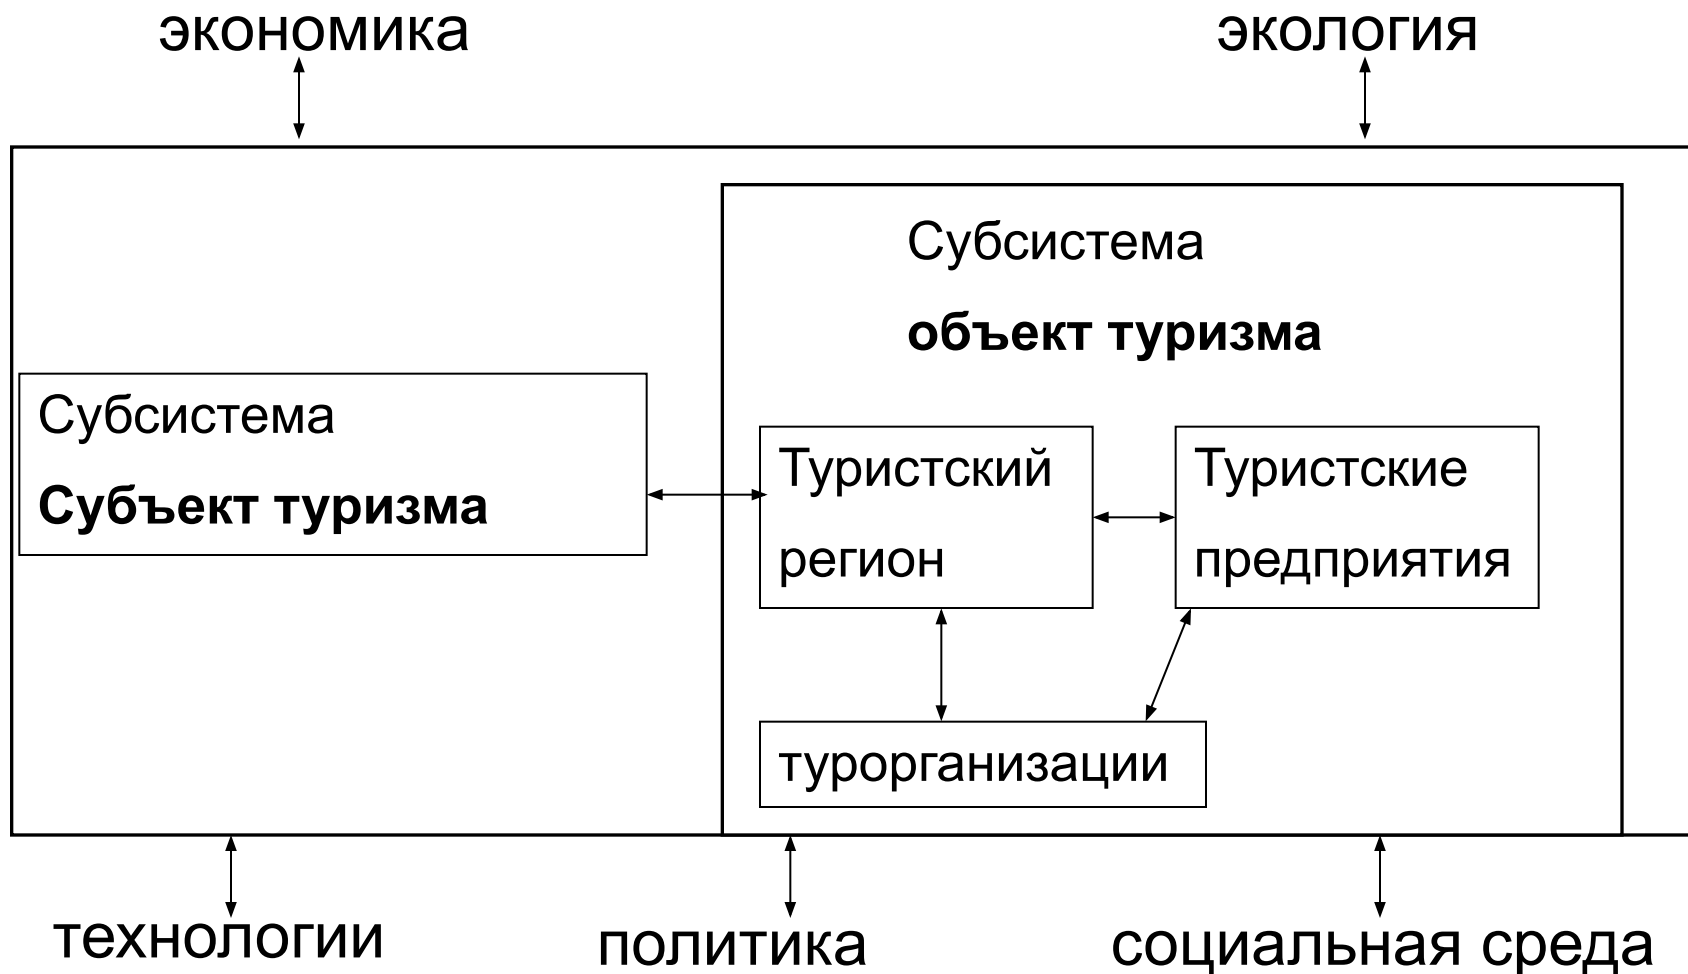 экономика
экология
Субсистема
объект туризма
Субсистема
Субъект туризма
Туристский
регион
Туристские
предприятия
турорганизации
технологии
политика
социальная среда